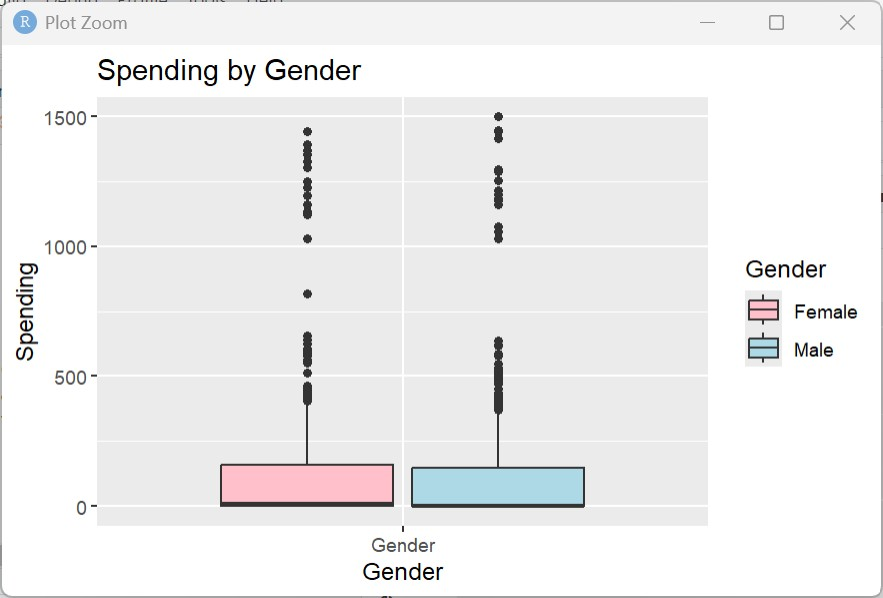 R Plot Zoom
Spending by Gender
1500
1000
500
0
Spending
Gender
Gender
Gender
Female
Male